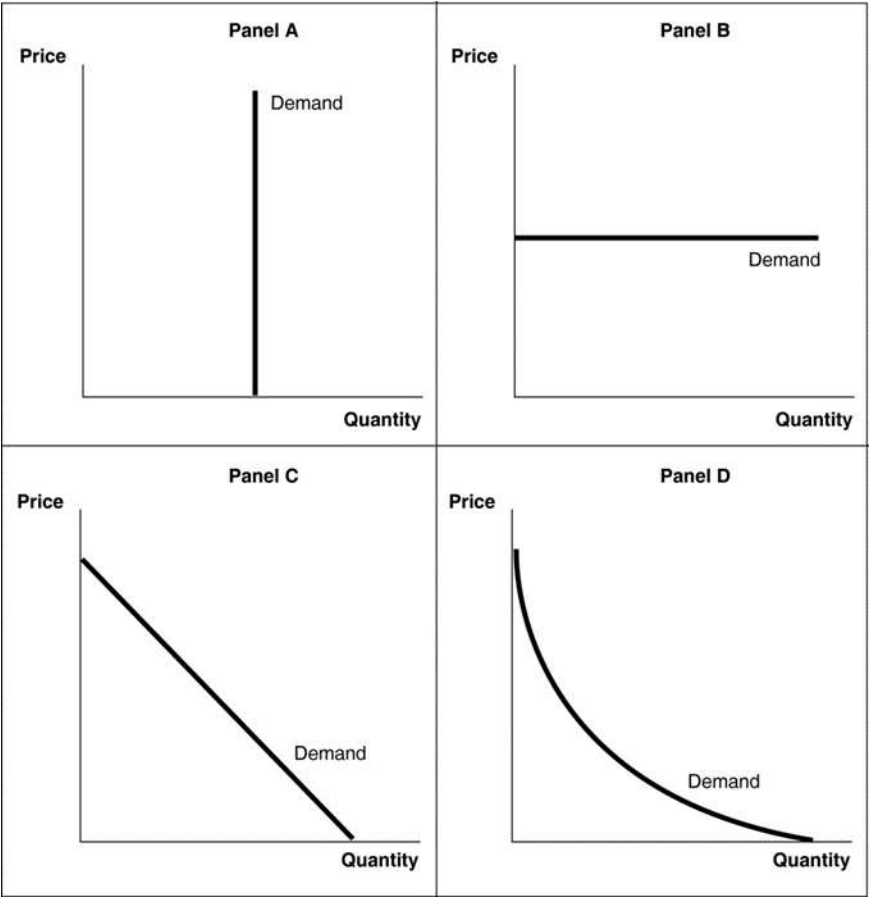 Panel A
Price
Demand
Quantity
Panel B
Price
Demand
Quantity
Panel C
Price
Demand
Quantity
Panel D
Price
Demand
Quantity